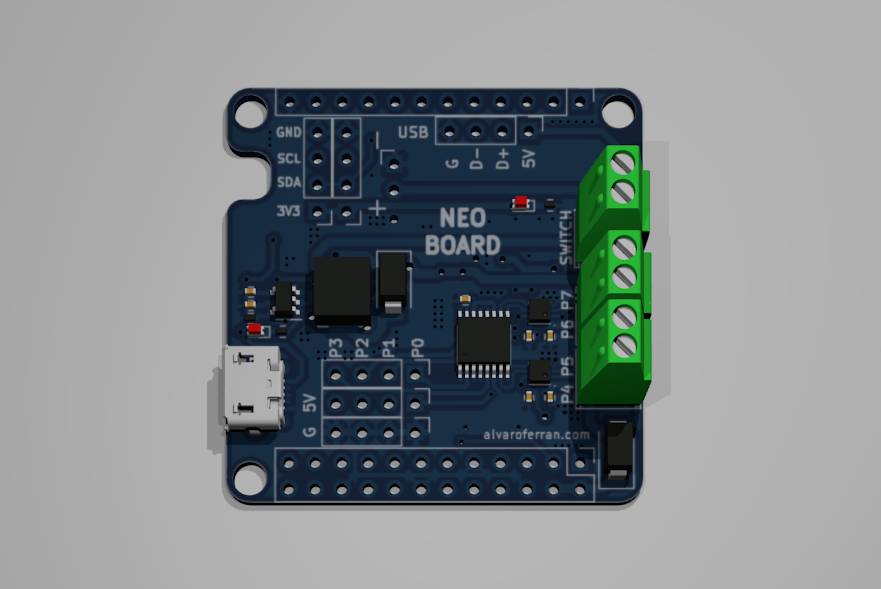 GND
SCL
SDA
3V3
USB
G
D-
D+
5V
NEO
BOARD
SWITCH
P7
P6
P5
P4
P3
P2
P1
P0
5V
G
alvaroferran.com